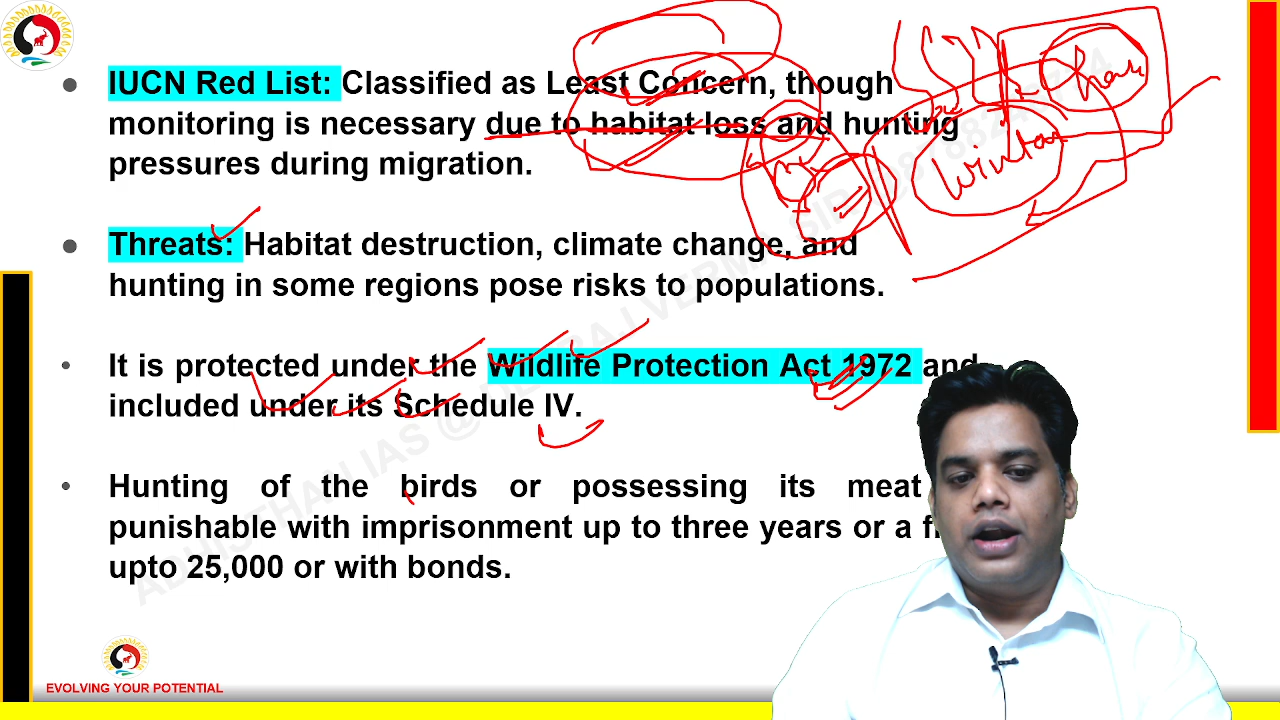 IUCN Red List: Classified as Least Concern, though
monitoring is necessary due to habitat loss and hunting
pressures during migration.
Threats: Habitat destruction, climate change, and
hunting in some regions pose risks to populations.
It is protected under the Wildlife Protection Act 1972 and
included under its Schedule IV.
Hunting of the birds or possessing its meat
punishable with imprisonment up to three years or a
upto 25,000 or with bonds.
EVOLVING YOUR POTENTIAL